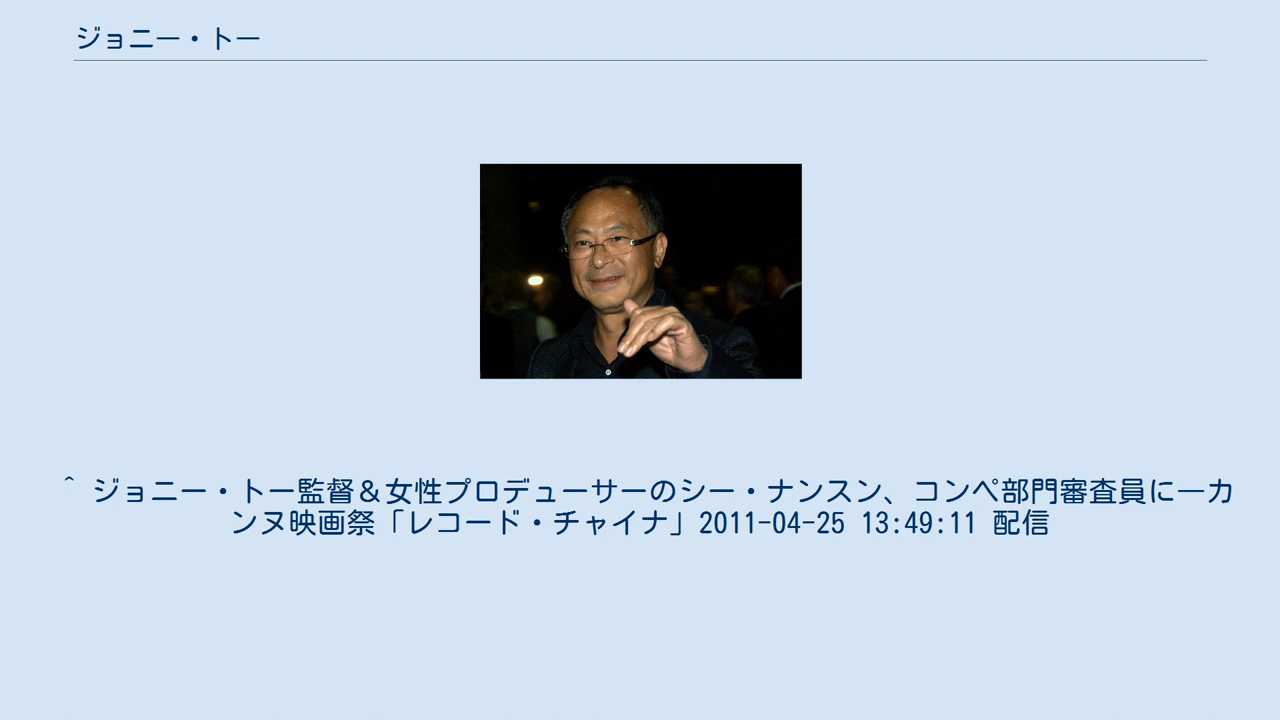 ジョニー・トー
^ ジョニー・トー監督＆女性プロデューサーのシー・ナンスン、コンペ部門審査員に―カ
ンヌ映画祭「レコード・チャイナ」2011-04-25 13:49:11 配信